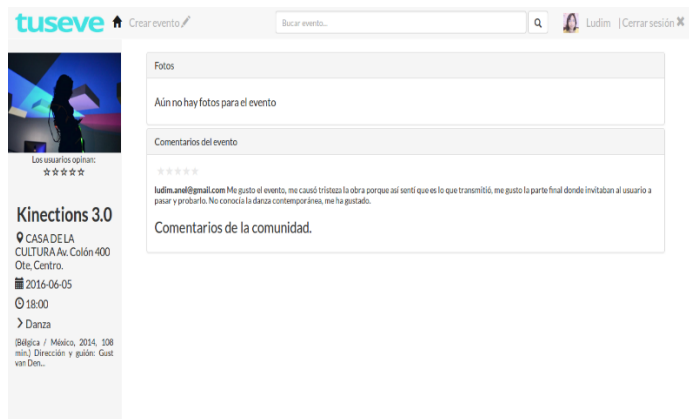 tuseve Crear evento Bucar evento... Ludim | Cerrar sesión
Los usuarios opinan:
Kinections 3.0
CASA DE LA
CULTURA Av. Colón 400
Ote, Centro.
2016-06-05
18:00
Danza
(Bélgica / México, 2014, 108
min.) Dirección y guión: Gust
van Den...
Fotos
Aún no hay fotos para el evento
Comentarios del evento
ludim.anel@gmail.com Me gusto el evento, me causó tristeza la obra porque así sentí que es lo que transmitió, me gusto la parte final donde invitaban al usuario a
pasar y probarlo. No conocía la danza contemporánea, me ha gustado.
Comentarios de la comunidad.